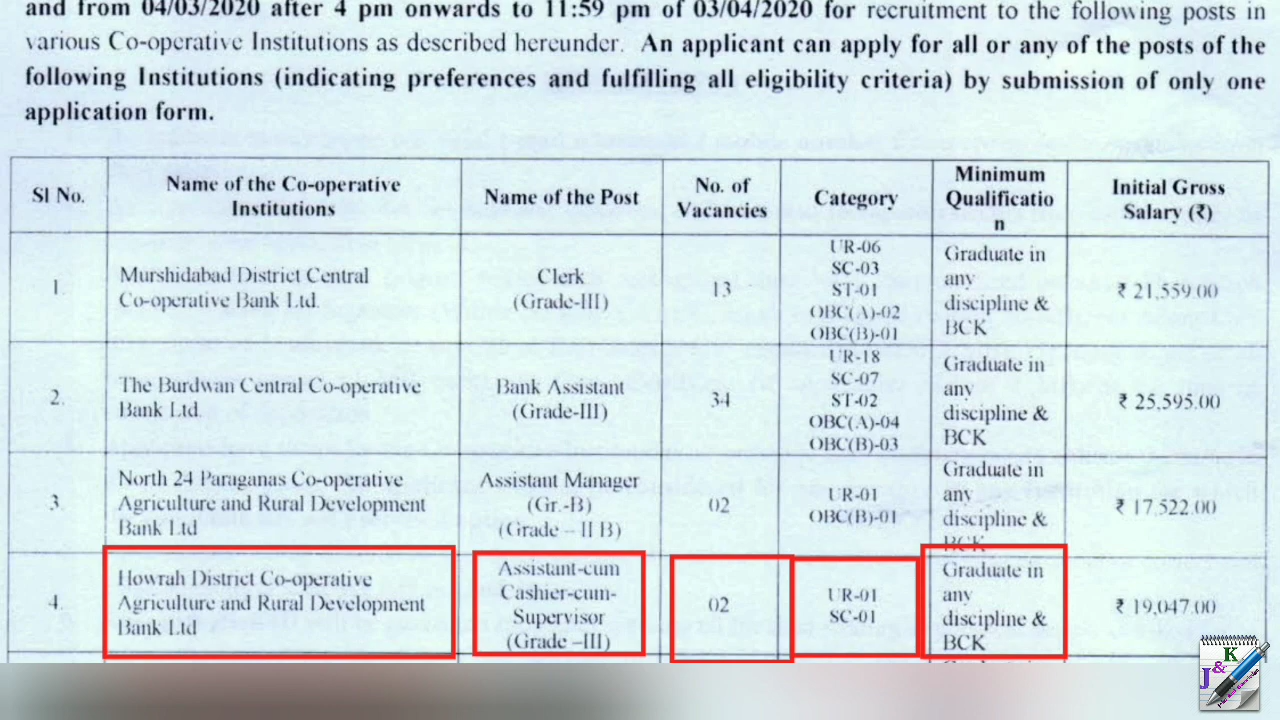 and from 04/03/2020 after 4 pm onwards to 11:59 pm of 03/04/2020 for recruitment to the following posts in
various Co-operative Institutions as described hereunder. An applicant can apply for all or any of the posts of the
following Institutions (indicating preferences and fulfilling all eligibility criteria) by submission of only one
application form.
Sl No.
Name of the Co-operative
Institutions
Name of the Post
No. of
Vacancies
Category
Minimum
Qualificatio
n
Initial Gross
Salary (₹)
1.
Murshidabad District Central
Co-operative Bank Ltd.
Clerk
(Grade-III)
13
UR-06
SC-03
ST-01
OBC(A)-02
OBC(B)-01
Graduate in
any
discipline &
BCK
₹ 21,559.00
2.
The Burdwan Central Co-operative
Bank Ltd.
Bank Assistant
(Grade-III)
34
UR-18
SC-07
ST-02
OBC(A)-04
OBC(B)-03
Graduate in
any
discipline &
BCK
₹ 25,595.00
3.
North 24 Paraganas Co-operative
Agriculture and Rural Development
Bank Ltd
Assistant Manager
(Gr.-B)
(Grade – II B)
02
UR-01
OBC(B)-01
Graduate in
any
discipline &
BCK
₹ 17,522.00
4.
Howrah District Co-operative
Agriculture and Rural Development
Bank Ltd
Assistant-cum
Cashier-cum-
Supervisor
(Grade –III)
02
UR-01
SC-01
Graduate in
any
discipline &
BCK
₹ 19,047.00
J & K